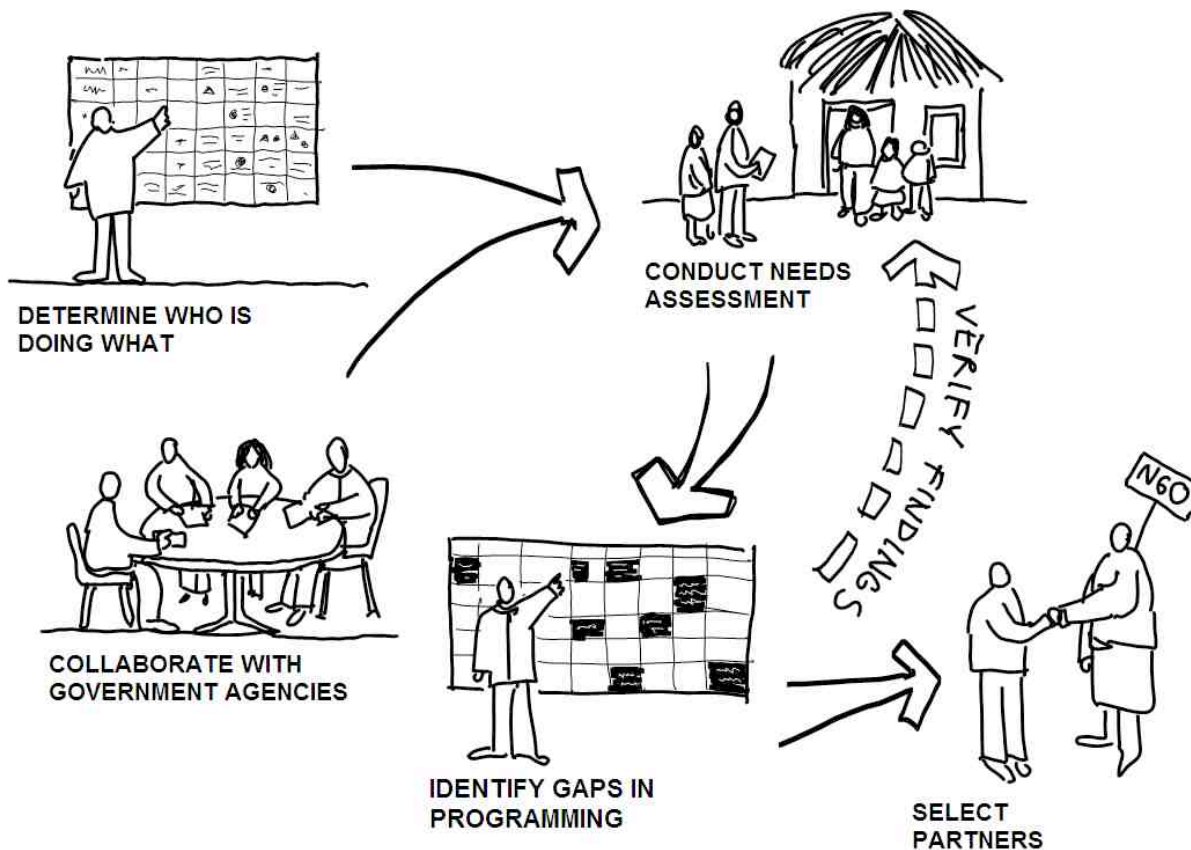 DETERMINE WHO IS
DOING WHAT
CONDUCT NEEDS
ASSESSMENT
VERIFY FINDINGS
NGO
COLLABORATE WITH
GOVERNMENT AGENCIES
IDENTIFY GAPS IN
PROGRAMMING
SELECT
PARTNERS